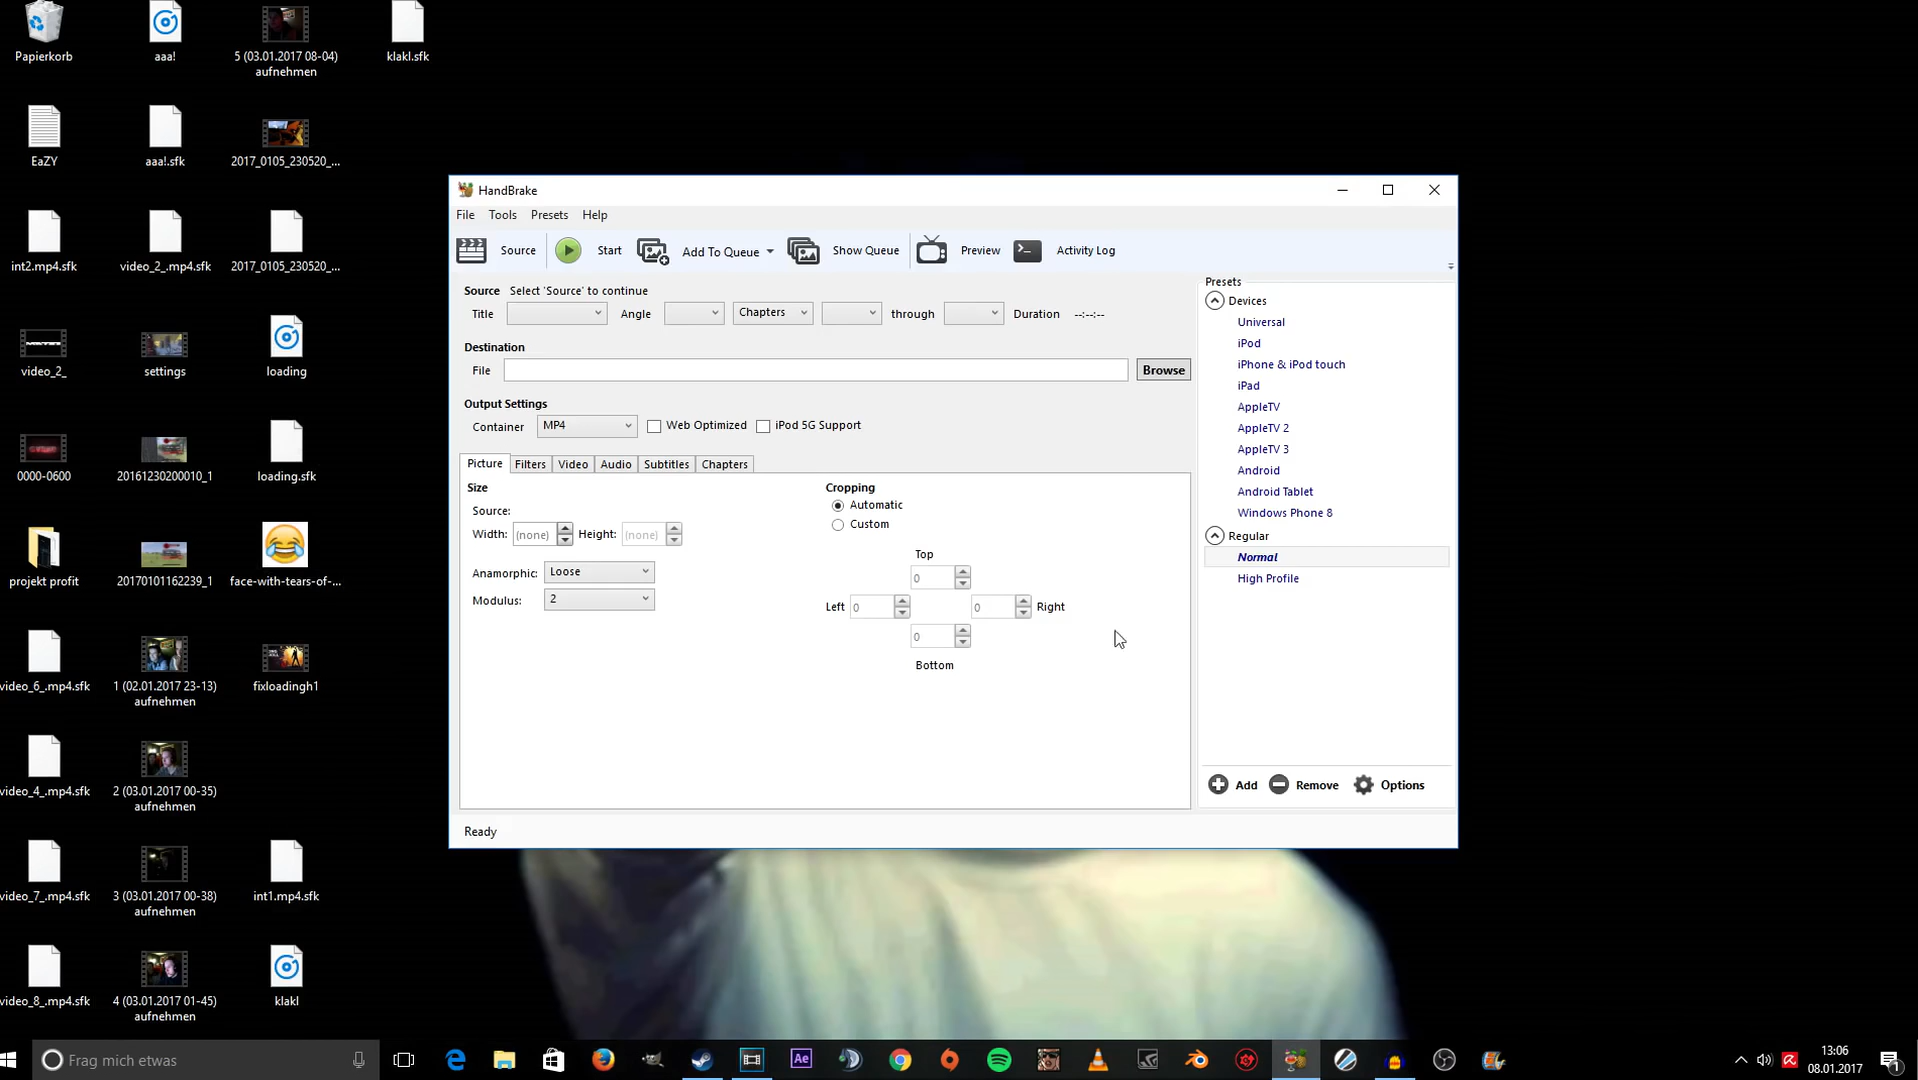 Papierkorb
aaa!
5 (03.01.2017 08-04)
aufnehmen
klakl.sfk
EaZY
aaa!.sfk
2017_0105_230520_...
int2.mp4.sfk
video_2_.mp4.sfk
2017_0105_230520_...
video_2_
settings
loading
0000-0600
20161230200010_1
loading.sfk
projekt profit
20170101162239_1
face-with-tears-of-...
video_6_.mp4.sfk
1 (02.01.2017 23-13)
aufnehmen
fixloadingh1
video_4_.mp4.sfk
2 (03.01.2017 00-35)
aufnehmen
video_7_.mp4.sfk
3 (03.01.2017 00-38)
aufnehmen
int1.mp4.sfk
video_8_.mp4.sfk
4 (03.01.2017 01-45)
aufnehmen
klakl
HandBrake
File Tools Presets Help
Source Start Add To Queue Show Queue Preview Activity Log
Source Select 'Source' to continue
Title Angle Chapters through Duration --:--:--
Destination
File Browse
Output Settings
Container MP4 Web Optimized iPod 5G Support
Picture Filters Video Audio Subtitles Chapters
Size
Source:
Width: (none) Height: (none)
Anamorphic: Loose
Modulus: 2
Cropping
Automatic
Custom
Top
0
Left 0 0 Right
0
Bottom
Presets
Devices
Universal
iPod
iPhone & iPod touch
iPad
AppleTV
AppleTV 2
AppleTV 3
Android
Android Tablet
Windows Phone 8
Regular
Normal
High Profile
Add Remove Options
Ready
Frag mich etwas
Ae
13:06
08.01.2017
1